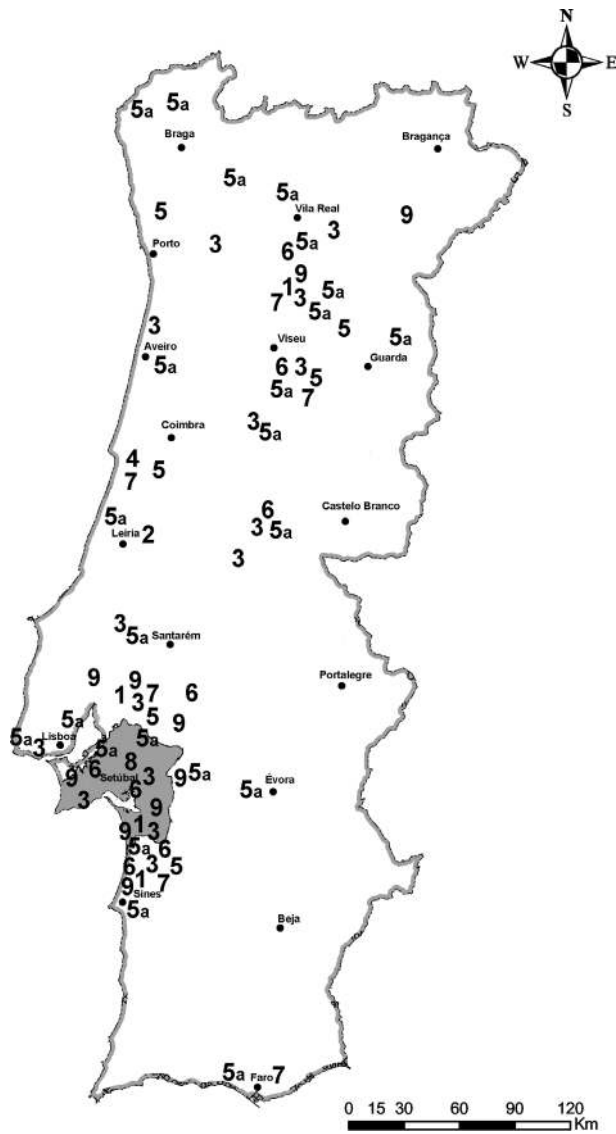 N
W E
S
5a 5a
Braga Bragança
5a
5a
5 Vila Real 9
3
3 5a
Porto 6
9
1 5a
7 3
5a
3 5
5a
Aveiro Viseu
5a Guarda
6 3
5
5a
7
3
Coimbra 5a
4
5
7
6
5a Castelo Branco
3 5a
Leiria 2
3
3
5a
Santarém
9 9 Portalegre
1 7 6
3
5a 5 9
5a Lisboa 5a
3 5a
8
6 5a
9 Setúbal 3 9
6 5a Évora
3
9
1
9 3
5a 6
6 3 5
1 7
9 Sines
5a
Beja
5a Faro 7
0 15 30 60 90 120
Km